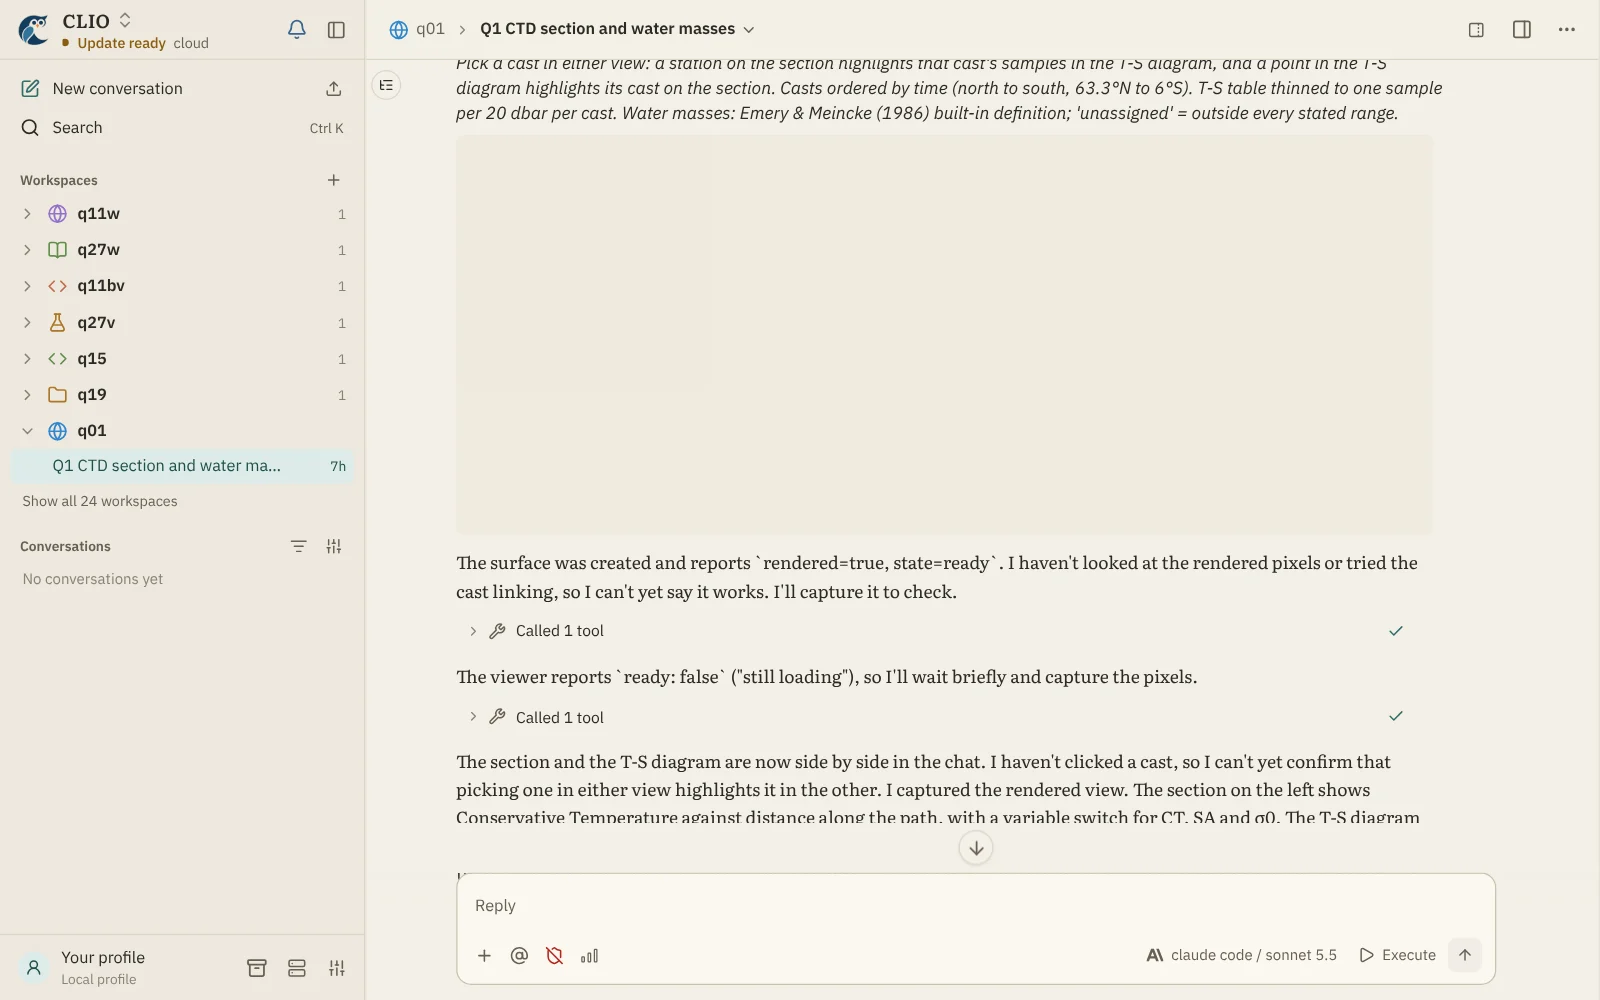 CLIO
Update ready cloud
New conversation
Search Ctrl K
Workspaces
q11w 1
q27w 1
q11bv 1
q27v 1
q15 1
q19 1
q01
Q1 CTD section and water ma... 7h
Show all 24 workspaces
Conversations
No conversations yet
Your profile
Local profile
q01 > Q1 CTD section and water masses
Pick a cast in either view: a station on the section highlights that cast's samples in the T-S diagram, and a point in the T-S
diagram highlights its cast on the section. Casts ordered by time (north to south, 63.3°N to 6°S). T-S table thinned to one sample
per 20 dbar per cast. Water masses: Emery & Meincke (1986) built-in definition; 'unassigned' = outside every stated range.
The surface was created and reports `rendered=true, state=ready`. I haven't looked at the rendered pixels or tried the
cast linking, so I can't yet say it works. I'll capture it to check.
Called 1 tool
The viewer reports `ready: false` ("still loading"), so I'll wait briefly and capture the pixels.
Called 1 tool
The section and the T-S diagram are now side by side in the chat. I haven't clicked a cast, so I can't yet confirm that
picking one in either view highlights it in the other. I captured the rendered view. The section on the left shows
Conservative Temperature against distance along the path, with a variable switch for CT, SA and σ0. The T-S diagram
Reply
claude code / sonnet 5.5 Execute